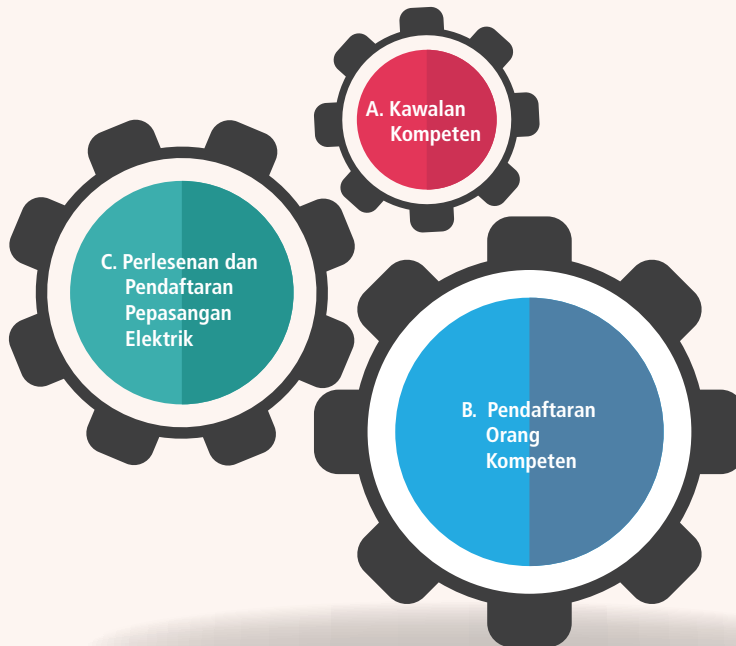 A. Kawalan
Kompeten
C. Perlesenan dan
Pendaftaran
Pepasangan
Elektrik
B. Pendaftaran
Orang
Kompeten